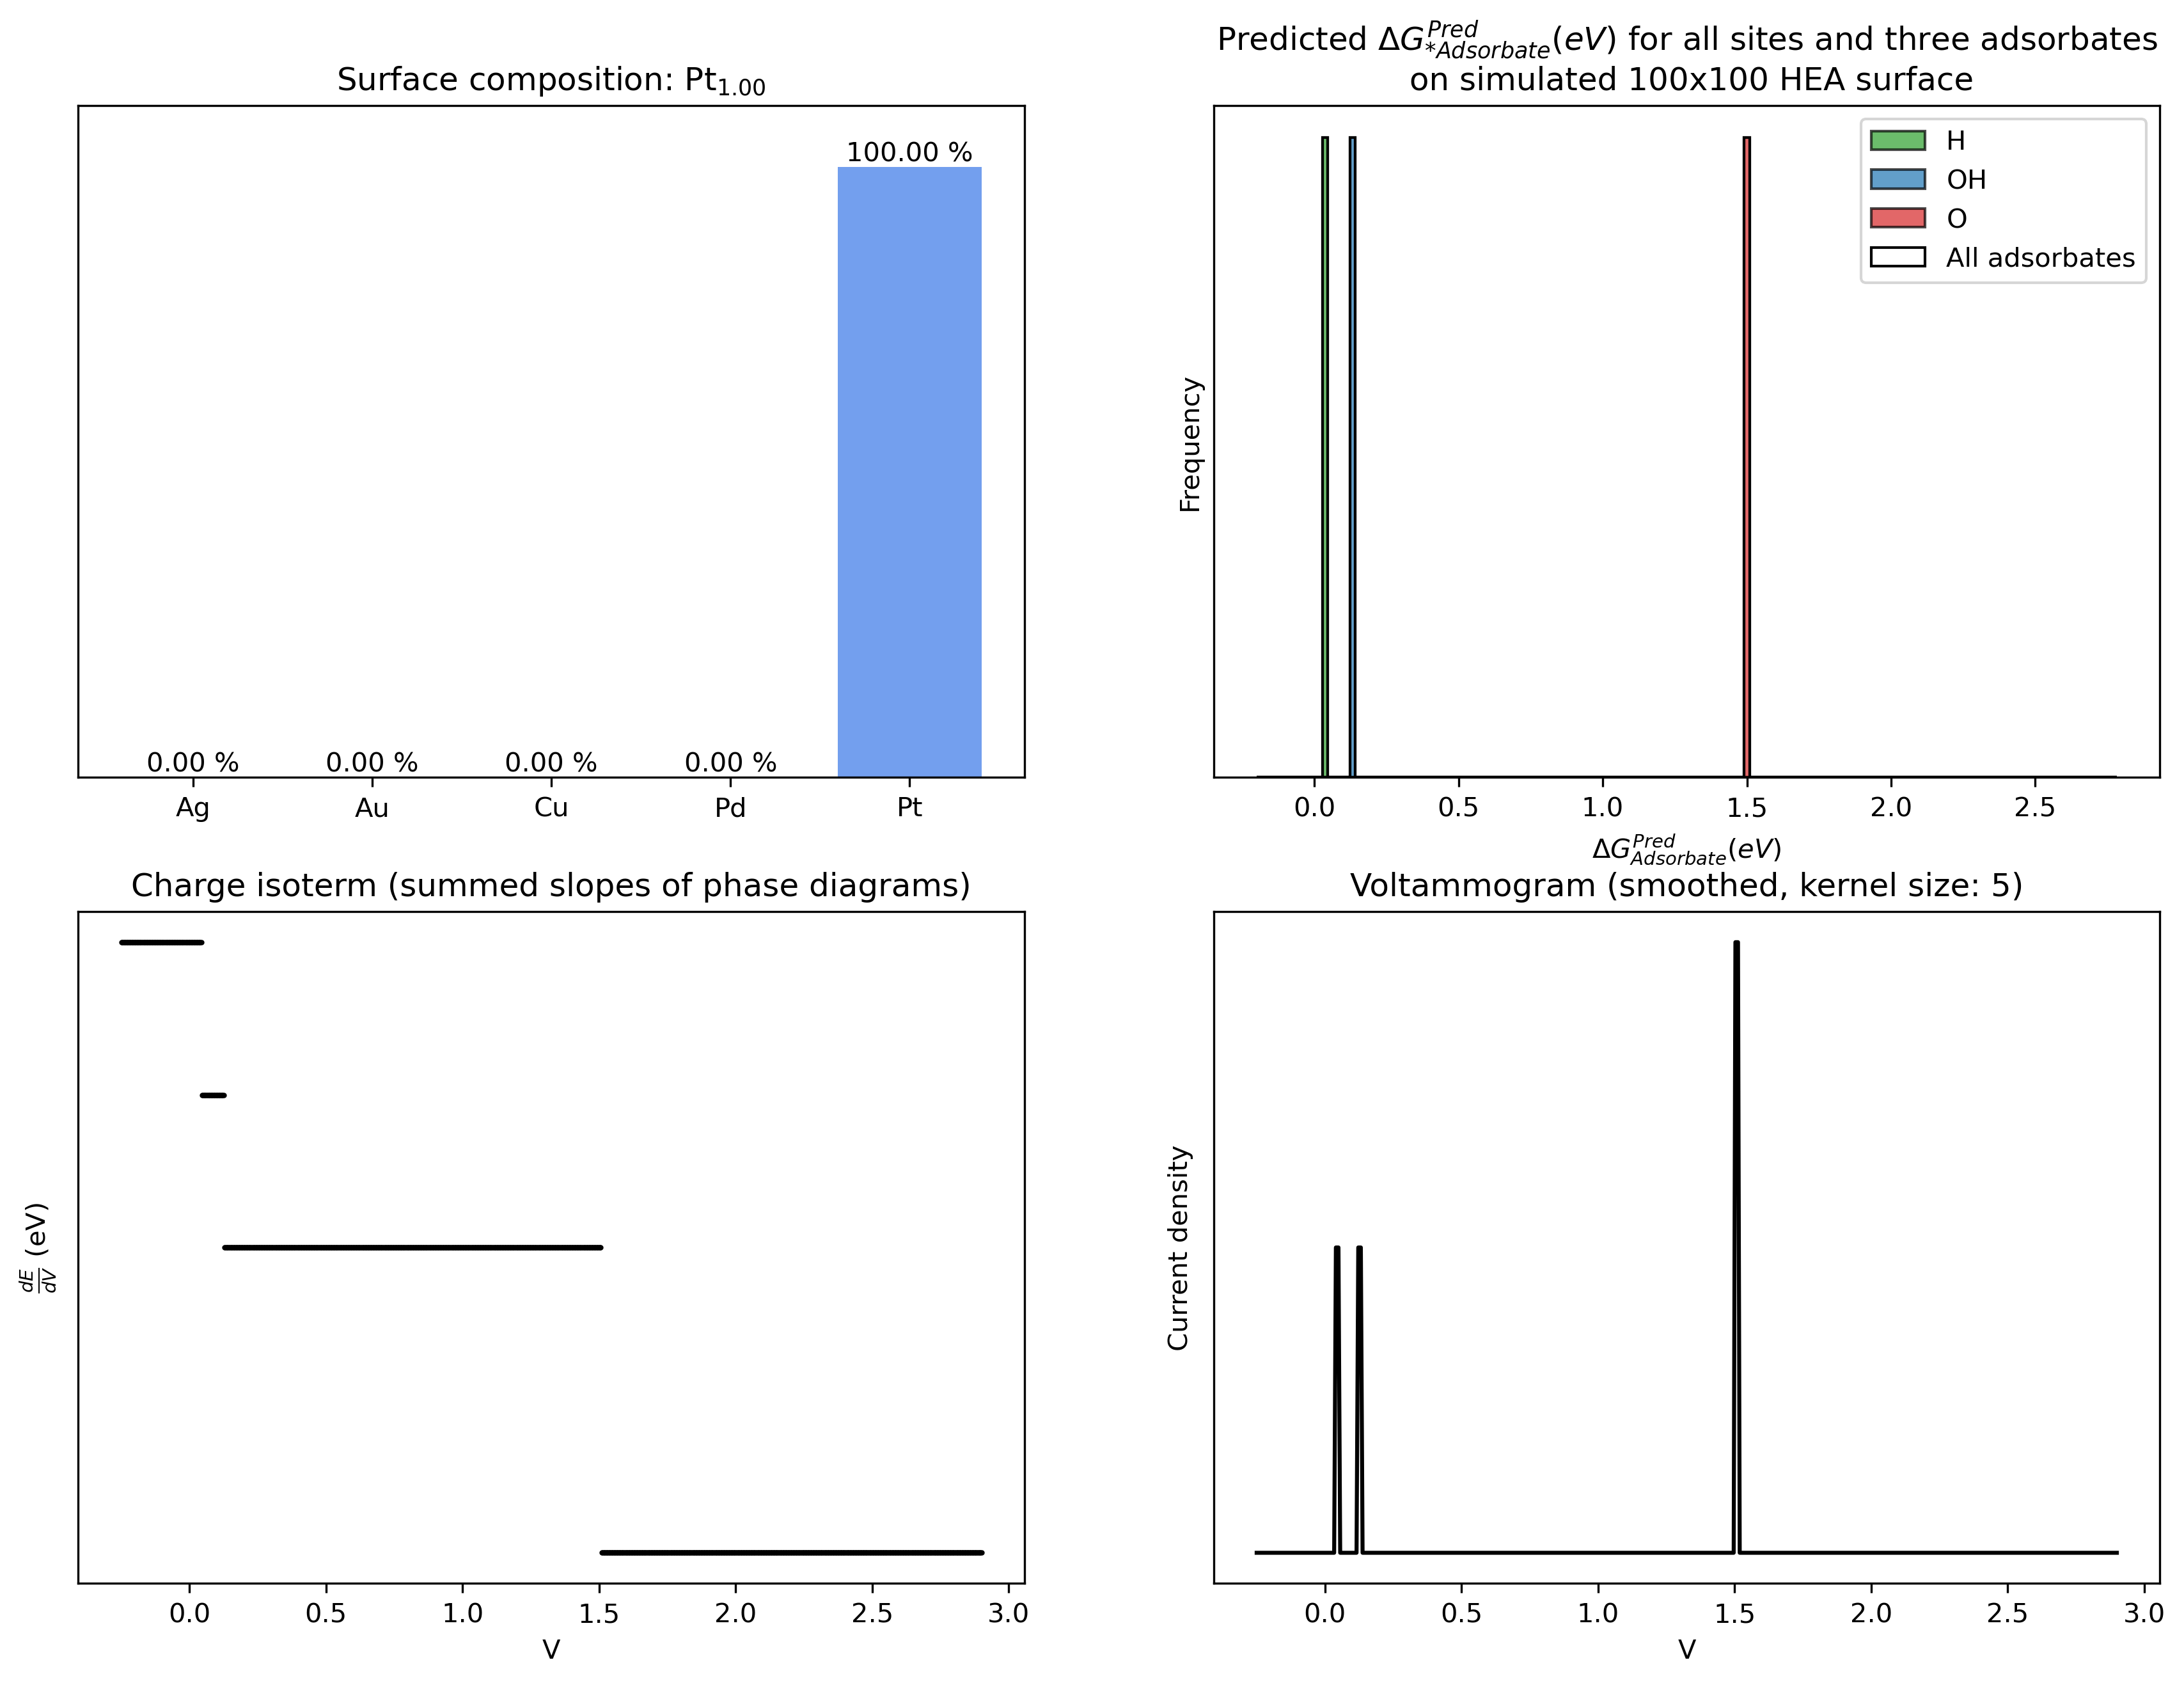 Surface composition: Pt₁.₀₀
100.00 %
0.00 % 0.00 % 0.00 % 0.00 %
Ag Au Cu Pd Pt
Predicted ΔG^{Pred}_{*Adsorbate}(eV) for all sites and three adsorbates
on simulated 100x100 HEA surface
H
OH
O
All adsorbates
Frequency
0.0 0.5 1.0 1.5 2.0 2.5
ΔG^{Pred}_{Adsorbate}(eV)
Charge isoterm (summed slopes of phase diagrams)
dE/dV (eV)
0.0 0.5 1.0 1.5 2.0 2.5 3.0
V
Voltammogram (smoothed, kernel size: 5)
Current density
0.0 0.5 1.0 1.5 2.0 2.5 3.0
V